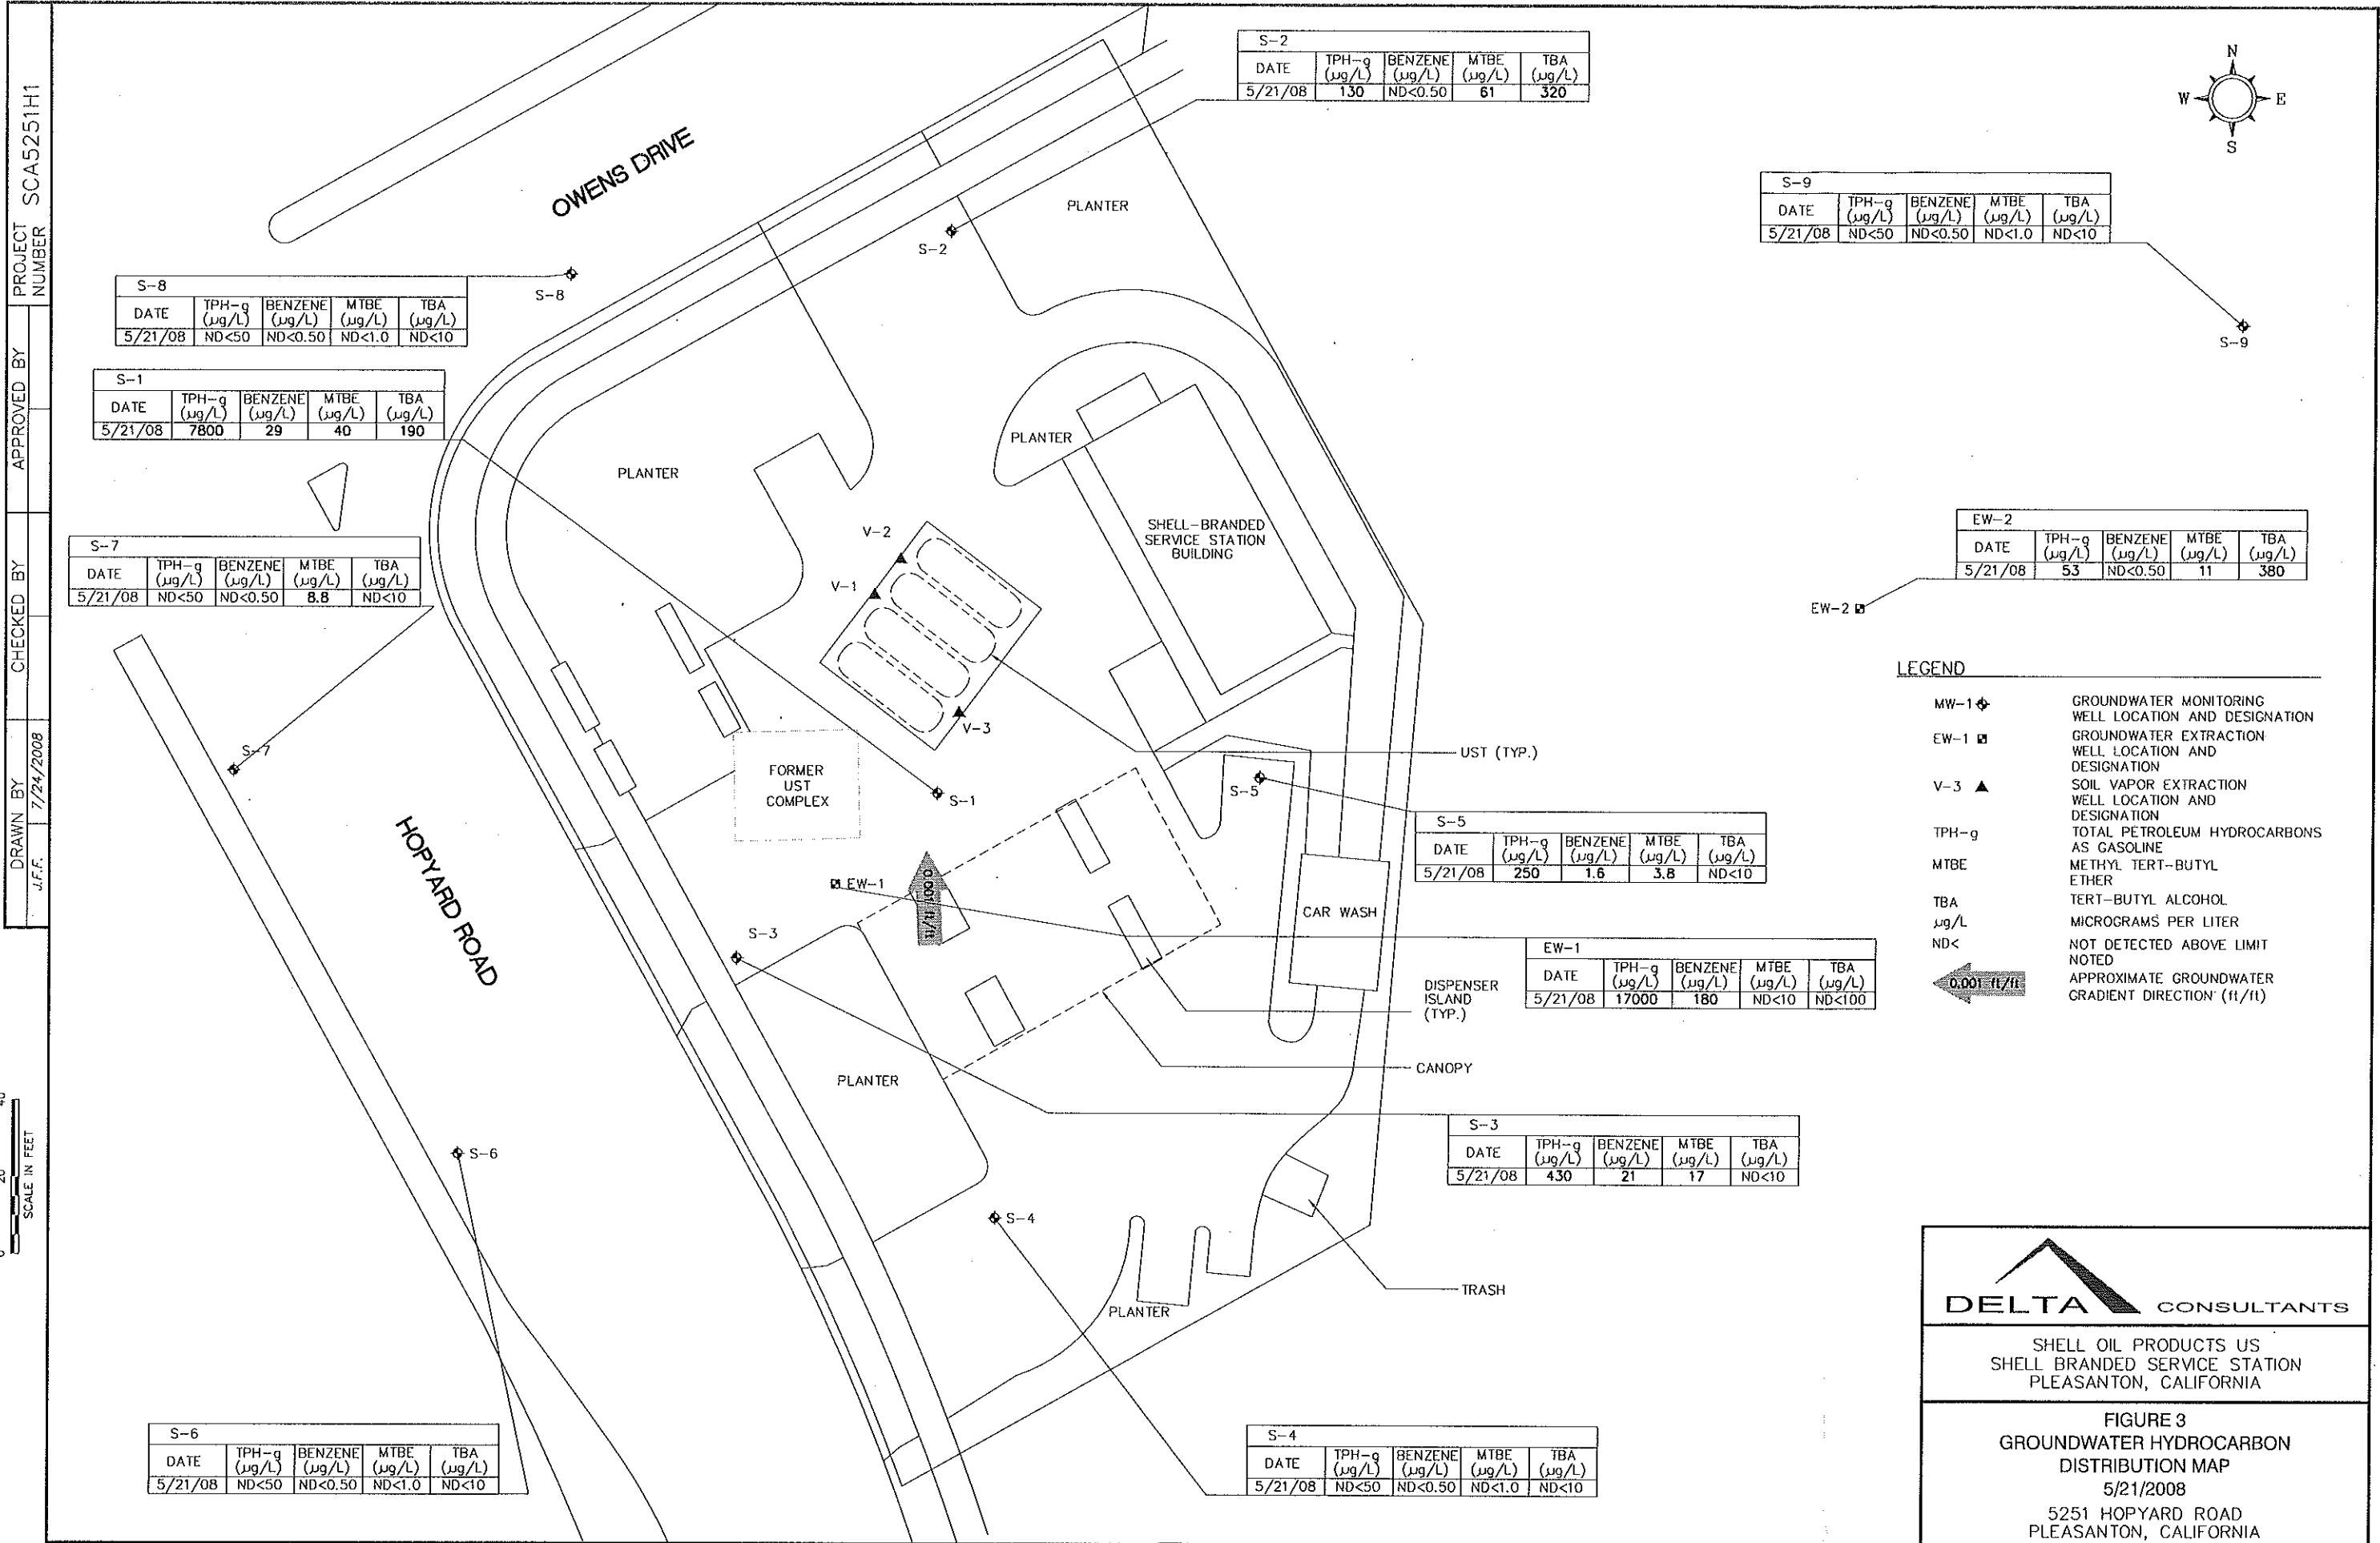 PROJECT NUMBER SCA5251H1
APPROVED BY
CHECKED BY
DRAWN BY
J.F.F. 7/24/2008
SCALE IN FEET
20
40
OWENS DRIVE
HOPYARD ROAD
N
W
E
S
S-2
DATE TPH-g (µg/L) BENZENE (µg/L) MTBE (µg/L) TBA (µg/L)
5/21/08 130 ND<0.50 61 320
S-9
DATE TPH-g (µg/L) BENZENE (µg/L) MTBE (µg/L) TBA (µg/L)
5/21/08 ND<50 ND<0.50 ND<1.0 ND<10
S-8
DATE TPH-g (µg/L) BENZENE (µg/L) MTBE (µg/L) TBA (µg/L)
5/21/08 ND<50 ND<0.50 ND<1.0 ND<10
S-1
DATE TPH-g (µg/L) BENZENE (µg/L) MTBE (µg/L) TBA (µg/L)
5/21/08 7800 29 40 190
S-7
DATE TPH-g (µg/L) BENZENE (µg/L) MTBE (µg/L) TBA (µg/L)
5/21/08 ND<50 ND<0.50 8.8 ND<10
EW-2
DATE TPH-g (µg/L) BENZENE (µg/L) MTBE (µg/L) TBA (µg/L)
5/21/08 53 ND<0.50 11 380
S-5
DATE TPH-g (µg/L) BENZENE (µg/L) MTBE (µg/L) TBA (µg/L)
5/21/08 250 1.6 3.8 ND<10
EW-1
DATE TPH-g (µg/L) BENZENE (µg/L) MTBE (µg/L) TBA (µg/L)
5/21/08 17000 180 ND<10 ND<100
S-3
DATE TPH-g (µg/L) BENZENE (µg/L) MTBE (µg/L) TBA (µg/L)
5/21/08 430 21 17 ND<10
S-6
DATE TPH-g (µg/L) BENZENE (µg/L) MTBE (µg/L) TBA (µg/L)
5/21/08 ND<50 ND<0.50 ND<1.0 ND<10
S-4
DATE TPH-g (µg/L) BENZENE (µg/L) MTBE (µg/L) TBA (µg/L)
5/21/08 ND<50 ND<0.50 ND<1.0 ND<10
PLANTER
S-2
S-8
S-9
PLANTER
PLANTER
V-2
V-1
V-3
SHELL-BRANDED
SERVICE STATION
BUILDING
EW-2
S-7
FORMER
UST
COMPLEX
S-1
UST (TYP.)
S-5
EW-1
0.001 ft/ft
S-3
CAR WASH
DISPENSER
ISLAND
(TYP.)
CANOPY
PLANTER
S-6
S-4
TRASH
PLANTER
LEGEND
MW-1 GROUNDWATER MONITORING
WELL LOCATION AND DESIGNATION
EW-1 GROUNDWATER EXTRACTION
WELL LOCATION AND
DESIGNATION
V-3 SOIL VAPOR EXTRACTION
WELL LOCATION AND
DESIGNATION
TPH-g TOTAL PETROLEUM HYDROCARBONS
AS GASOLINE
MTBE METHYL TERT-BUTYL
ETHER
TBA TERT-BUTYL ALCOHOL
µg/L MICROGRAMS PER LITER
ND< NOT DETECTED ABOVE LIMIT
NOTED
0.001 ft/ft APPROXIMATE GROUNDWATER
GRADIENT DIRECTION (ft/ft)
DELTA CONSULTANTS
SHELL OIL PRODUCTS US
SHELL BRANDED SERVICE STATION
PLEASANTON, CALIFORNIA
FIGURE 3
GROUNDWATER HYDROCARBON
DISTRIBUTION MAP
5/21/2008
5251 HOPYARD ROAD
PLEASANTON, CALIFORNIA